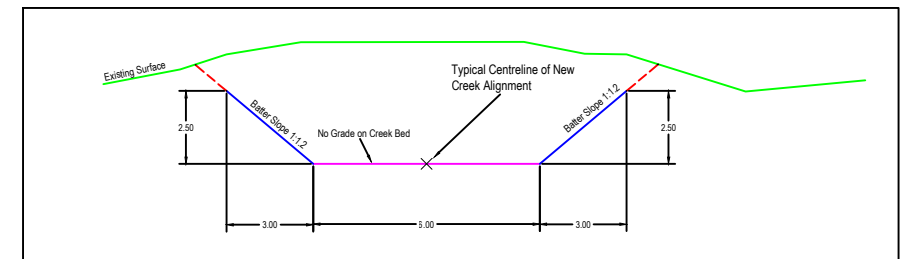 Existing Surface
Typical Centreline of New
Creek Alignment
Batter Slope 1:1.2
Batter Slope 1:1.2
2.50
No Grade on Creek Bed
2.50
3.00
6.00
3.00